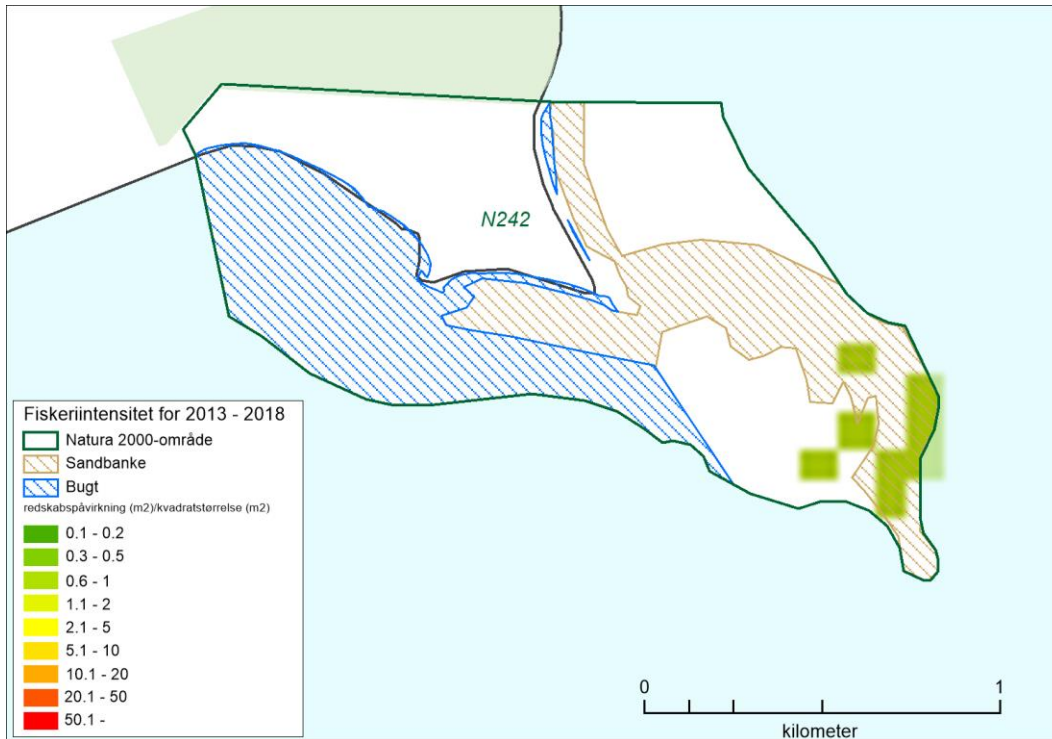 N242
Fiskeriintensitet for 2013 - 2018
Natura 2000-område
Sandbanke
Bugt
redskabspåvirkning (m2)/kvadratstørrelse (m2)
0.1 - 0.2
0.3 - 0.5
0.6 - 1
1.1 - 2
2.1 - 5
5.1 - 10
10.1 - 20
20.1 - 50
50.1 -
0 1
kilometer